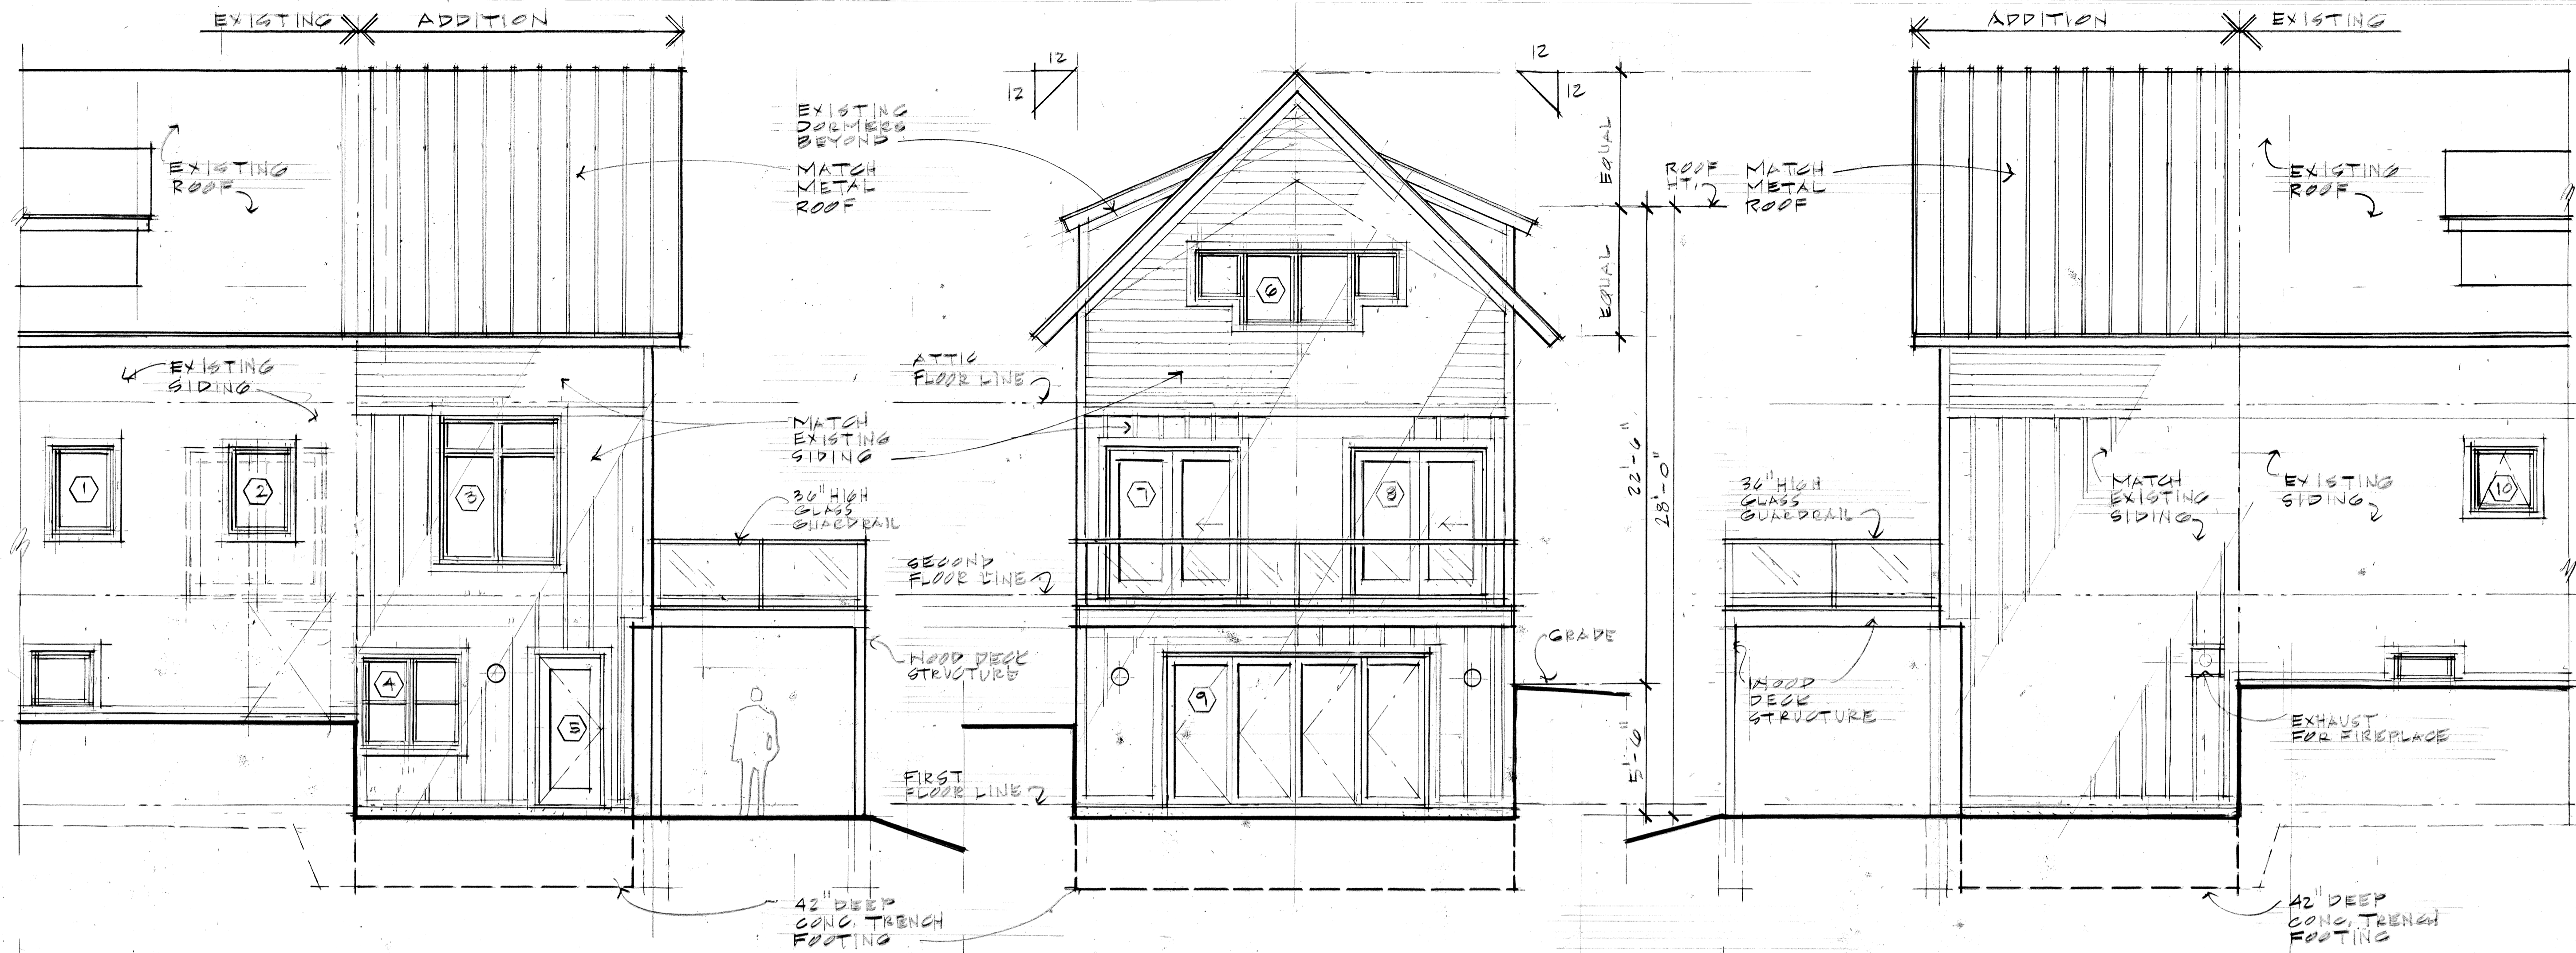 EXISTING
ADDITION
EXISTING
ROOF
EXISTING
SIDING
1
2
3
4
5
EXISTING
DORMERS
BEYOND
MATCH
METAL
ROOF
MATCH
EXISTING
SIDING
36" HIGH
GLASS
GUARDRAIL
WOOD DECK
STRUCTURE
42" DEEP
CONC. TRENCH
FOOTING
ATTIC
FLOOR LINE
SECOND
FLOOR LINE
FIRST
FLOOR LINE
12
12
12
12
6
7
8
9
EQUAL
EQUAL
ROOF
HT.
22'-6"
28'-0"
5'-6"
GRADE
ADDITION
EXISTING
MATCH
METAL
ROOF
EXISTING
ROOF
36" HIGH
GLASS
GUARDRAIL
MATCH
EXISTING
SIDING
EXISTING
SIDING
10
WOOD
DECK
STRUCTURE
EXHAUST
FOR FIREPLACE
42" DEEP
CONC. TRENCH
FOOTING